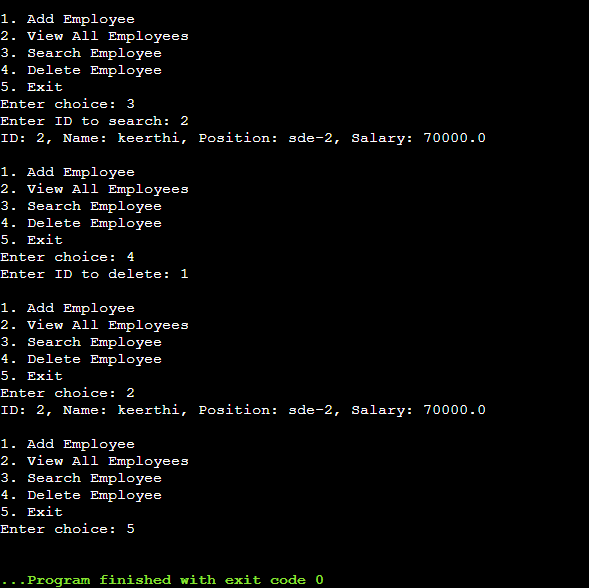 1. Add Employee
2. View All Employees
3. Search Employee
4. Delete Employee
5. Exit
Enter choice: 3
Enter ID to search: 2
ID: 2, Name: keerthi, Position: sde-2, Salary: 70000.0
1. Add Employee
2. View All Employees
3. Search Employee
4. Delete Employee
5. Exit
Enter choice: 4
Enter ID to delete: 1
1. Add Employee
2. View All Employees
3. Search Employee
4. Delete Employee
5. Exit
Enter choice: 2
ID: 2, Name: keerthi, Position: sde-2, Salary: 70000.0
1. Add Employee
2. View All Employees
3. Search Employee
4. Delete Employee
5. Exit
Enter choice: 5
...Program finished with exit code 0